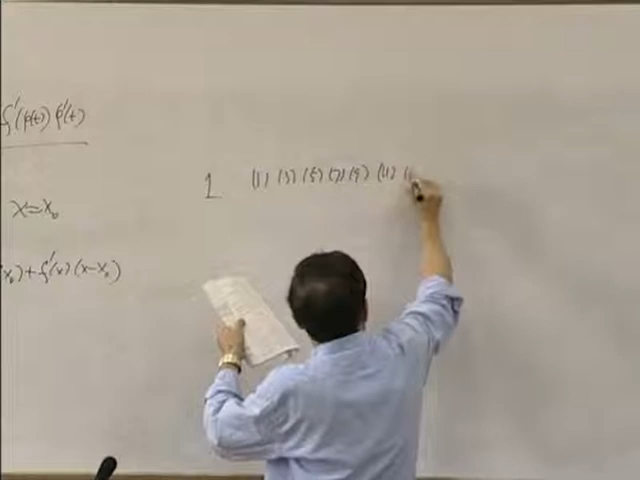 f'(φ(t)) φ'(t)
x=x₀
(x₀)+f'(x)(x-x₀)
1 (1) (3) (5) (7) (9) (11) (